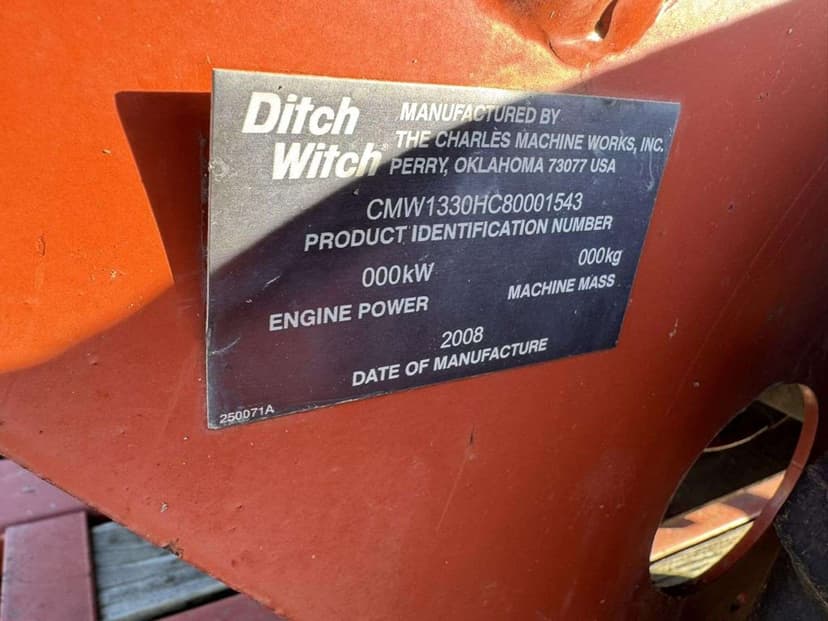 Ditch
Witch®
MANUFACTURED BY
THE CHARLES MACHINE WORKS, INC.
PERRY, OKLAHOMA 73077 USA
CMW1330HC80001543
PRODUCT IDENTIFICATION NUMBER
000kW
ENGINE POWER
000kg
MACHINE MASS
2008
DATE OF MANUFACTURE
250071A